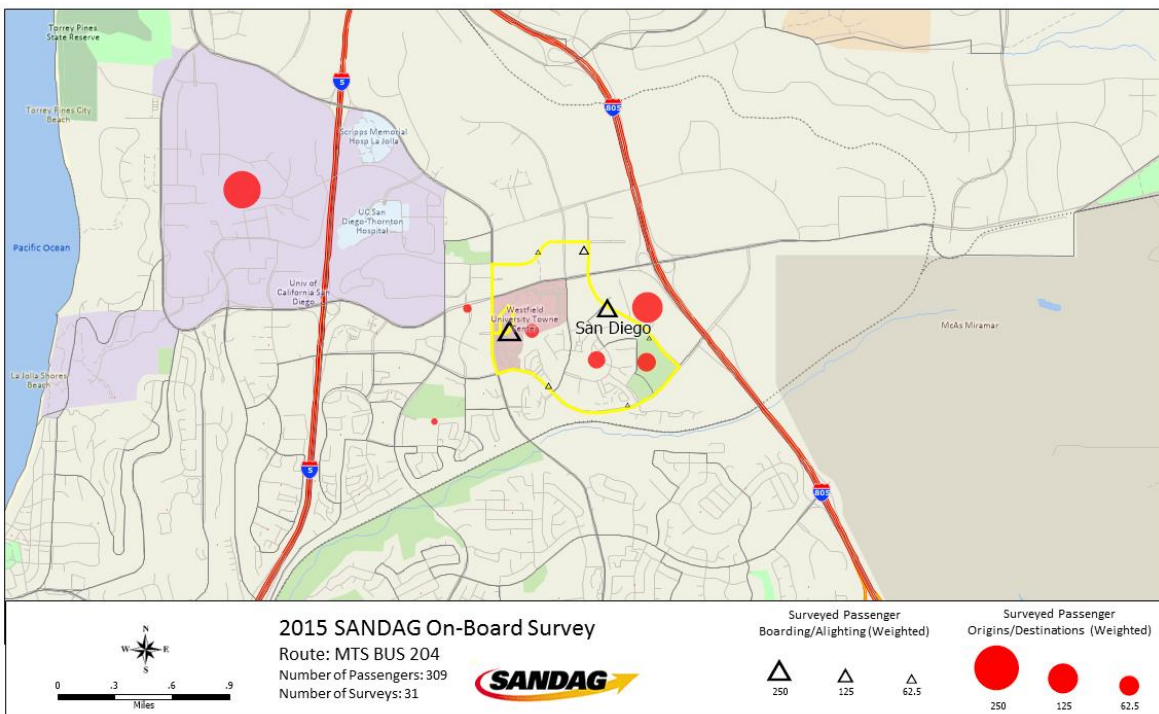 Torrey Pines
State Reserve
5
805
Torrey Pines City
Beach
Scripps Memorial
Hosp La Jolla
UC San
Diego-Thornton
Hospital
Pacific Ocean
Univ of
California San
Diego
Westfield
University Towne
Center
San Diego
McAs Miramar
La Jolla Shores
Beach
5
805
N
W E
S
0 .3 .6 .9
Miles
2015 SANDAG On-Board Survey
Route: MTS BUS 204
Number of Passengers: 309
Number of Surveys: 31
SANDAG
Surveyed Passenger
Boarding/Alighting (Weighted)
250 125 62.5
Surveyed Passenger
Origins/Destinations (Weighted)
250 125 62.5